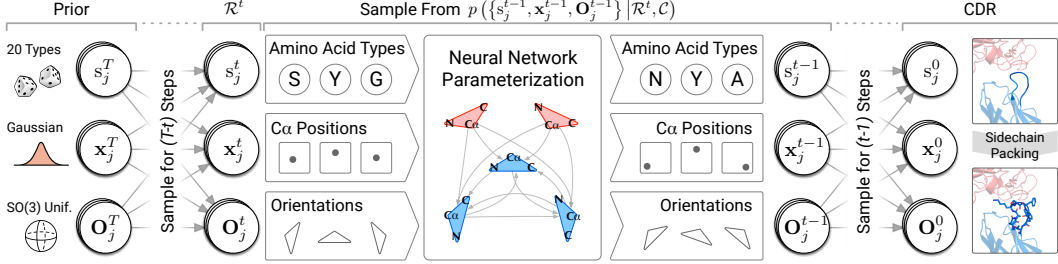 Prior
R^t
Sample From p({s_j^{t-1}, x_j^{t-1}, O_j^{t-1}} | R^t, C)
CDR
20 Types
s_j^T
Gaussian
x_j^T
SO(3) Unif.
O_j^T
Sample for (T-t) Steps
s_j^t
x_j^t
O_j^t
Amino Acid Types
S Y G
Cα Positions
Orientations
Neural Network
Parameterization
N Cα C
N Cα C
N Cα C
C Cα N
N Cα C
Amino Acid Types
N Y A
Cα Positions
Orientations
s_j^{t-1}
x_j^{t-1}
O_j^{t-1}
Sample for (t-1) Steps
s_j^0
x_j^0
O_j^0
Sidechain
Packing